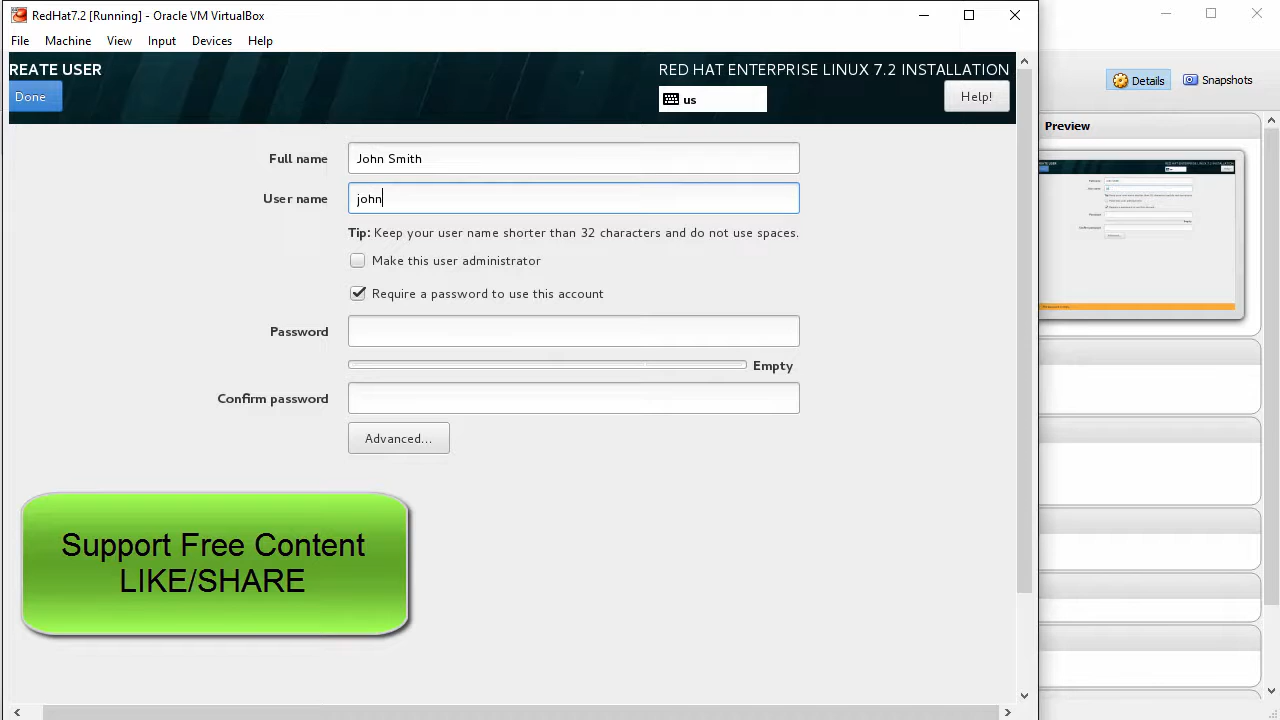 RedHat7.2 [Running] - Oracle VM VirtualBox
File Machine View Input Devices Help
REATE USER
RED HAT ENTERPRISE LINUX 7.2 INSTALLATION
Done
us
Help!
Details
Snapshots
Preview
Full name
John Smith
User name
john
Tip: Keep your user name shorter than 32 characters and do not use spaces.
Make this user administrator
Require a password to use this account
Password
Empty
Confirm password
Advanced...
Support Free Content
LIKE/SHARE